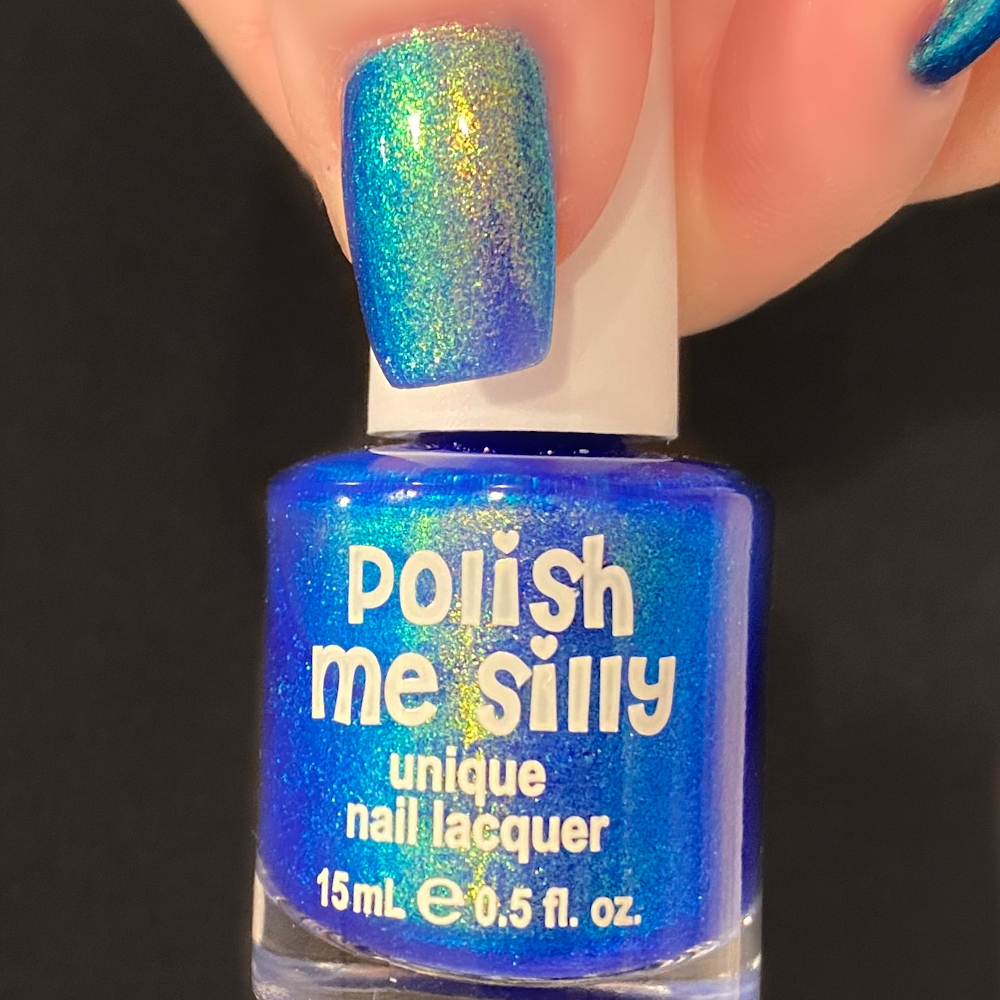 polish
me silly
unique
nail lacquer
15mL e 0.5 fl. oz.